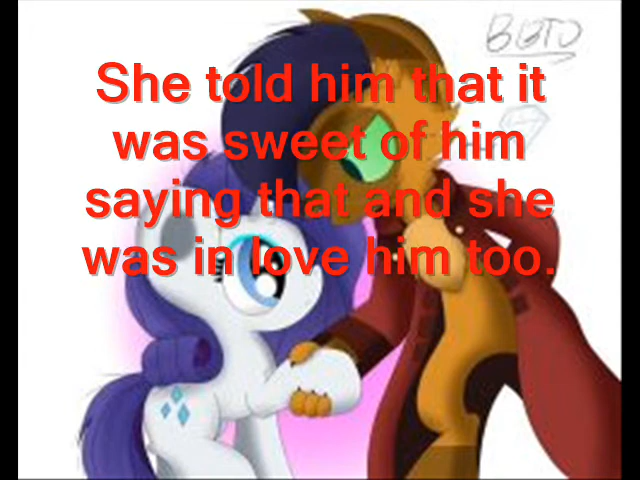 She told him that it
was sweet of him
saying that and she
was in love him too.